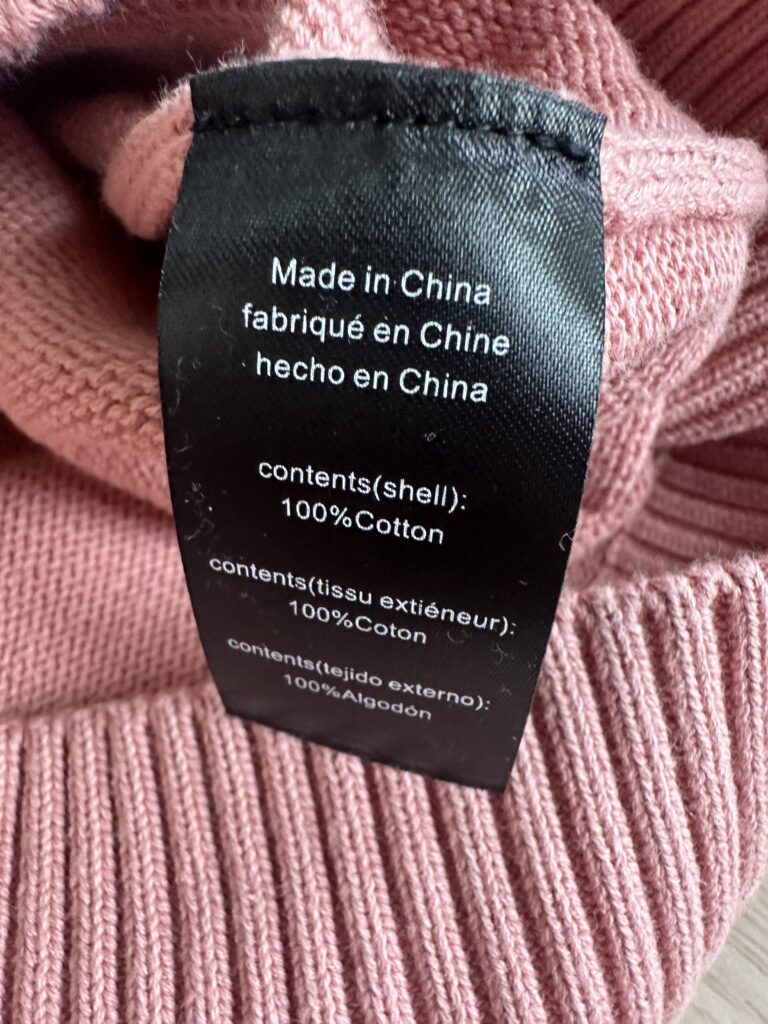 Made in China
fabriqué en Chine
hecho en China
contents(shell):
100%Cotton
contents(tissu extiéneur):
100%Coton
contents(tejido externo):
100%Algodón